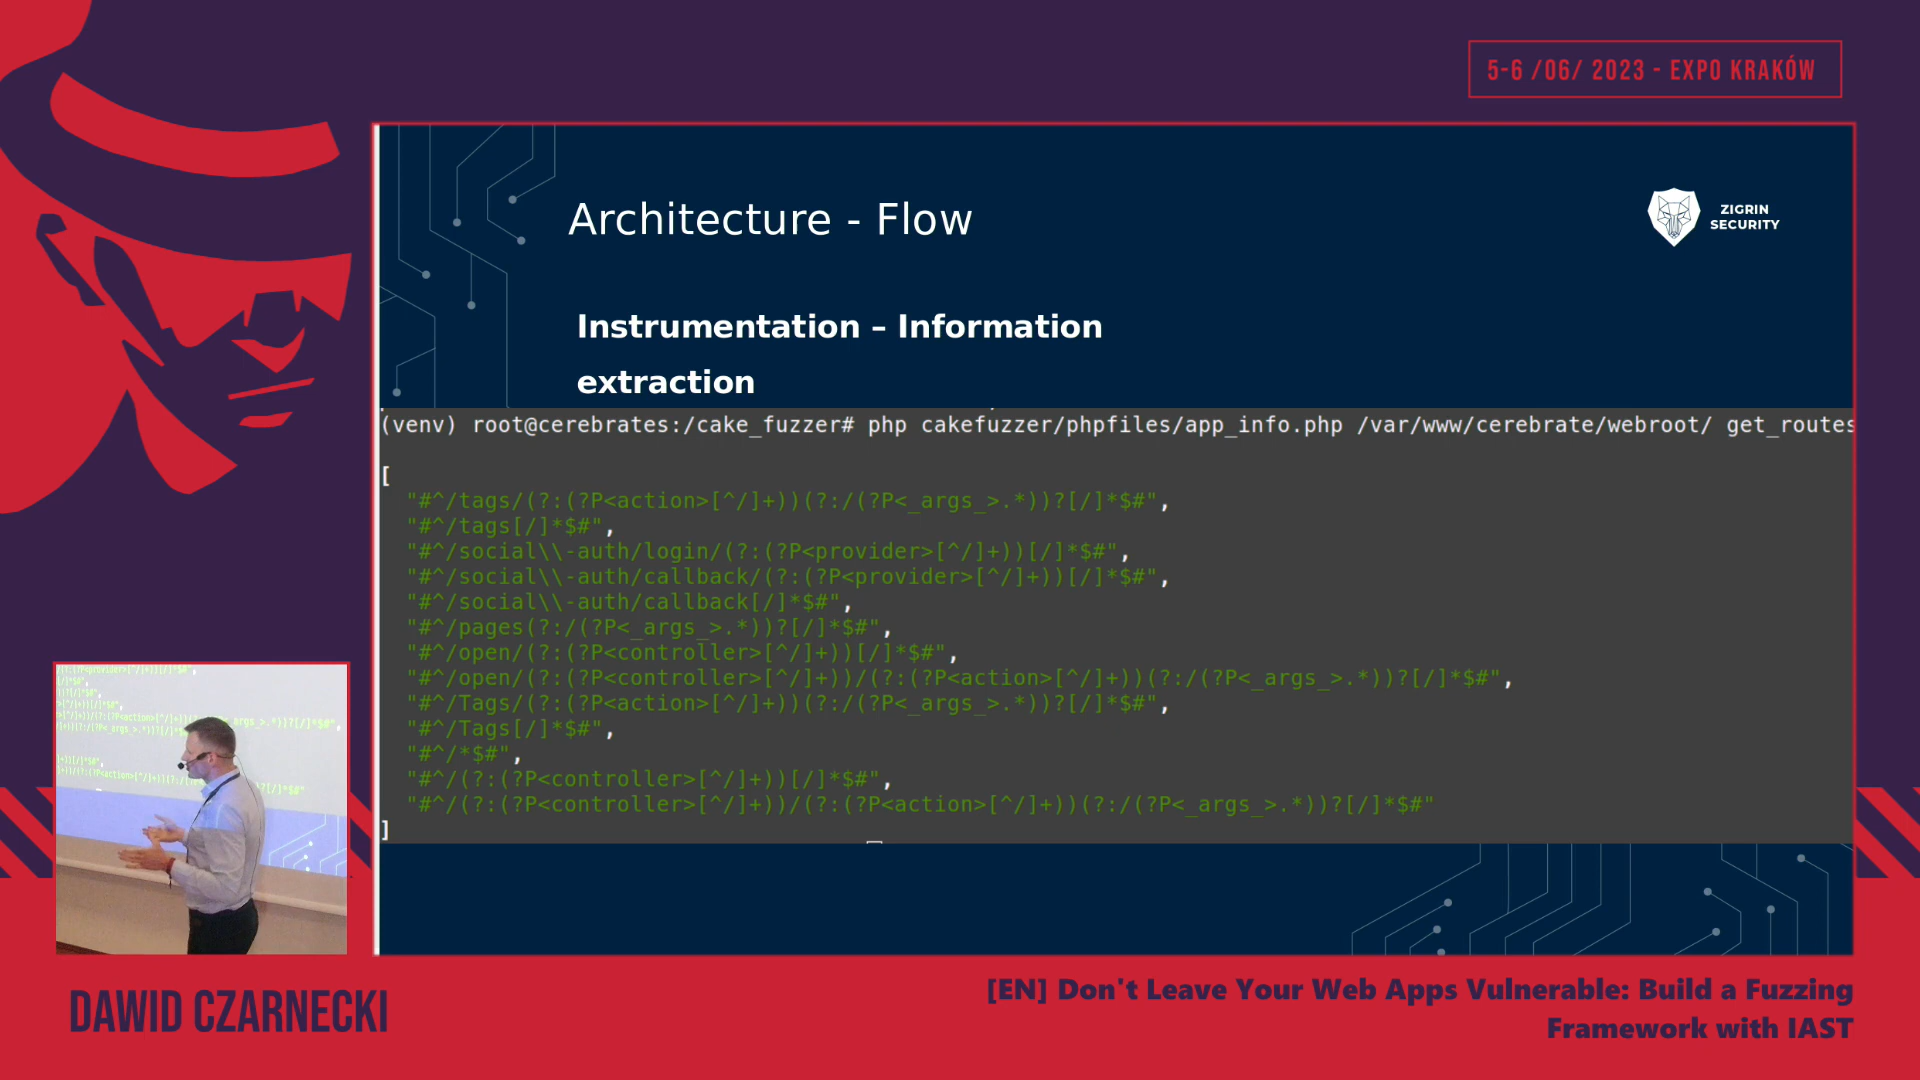 5-6 /06/ 2023 - EXPO KRAKÓW
Architecture - Flow
ZIGRIN
SECURITY
Instrumentation – Information
extraction
(venv) root@cerebrates:/cake_fuzzer# php cakefuzzer/phpfiles/app_info.php /var/www/cerebrate/webroot/ get_routes
[
"#^/tags/(?:(?P<action>[^/]+))(?:/(?P<_args_>.*))?[/]*$#",
"#^/tags[/]*$#",
"#^/social\\-auth/login/(?:(?P<provider>[^/]+))[/]*$#",
"#^/social\\-auth/callback/(?:(?P<provider>[^/]+))[/]*$#",
"#^/social\\-auth/callback[/]*$#",
"#^/pages(?:/(?P<_args_>.*))?[/]*$#",
"#^/open/(?:(?P<controller>[^/]+))[/]*$#",
"#^/open/(?:(?P<controller>[^/]+))/(?:(?P<action>[^/]+))(?:/(?P<_args_>.*))?[/]*$#",
"#^/Tags/(?:(?P<action>[^/]+))(?:/(?P<_args_>.*))?[/]*$#",
"#^/Tags[/]*$#",
"#^/*$#",
"#^/(?:(?P<controller>[^/]+))[/]*$#",
"#^/(?:(?P<controller>[^/]+))/(?:(?P<action>[^/]+))(?:/(?P<_args_>.*))?[/]*$#"
]
DAWID CZARNECKI
[EN] Don't Leave Your Web Apps Vulnerable: Build a Fuzzing
Framework with IAST